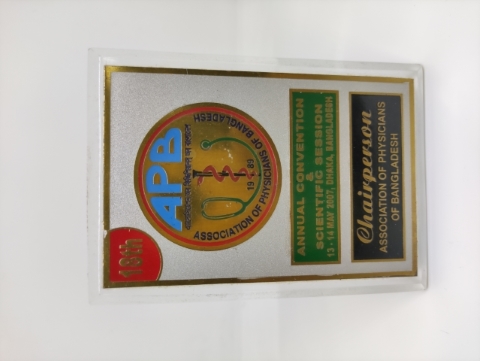 18th
APB
ASSOCIATION OF PHYSICIANS OF BANGLADESH
1989
ANNUAL CONVENTION
&
SCIENTIFIC SESSION
13 - 14 MAY 2007, DHAKA, BANGLADESH
Chairperson
ASSOCIATION OF PHYSICIANS
OF BANGLADESH